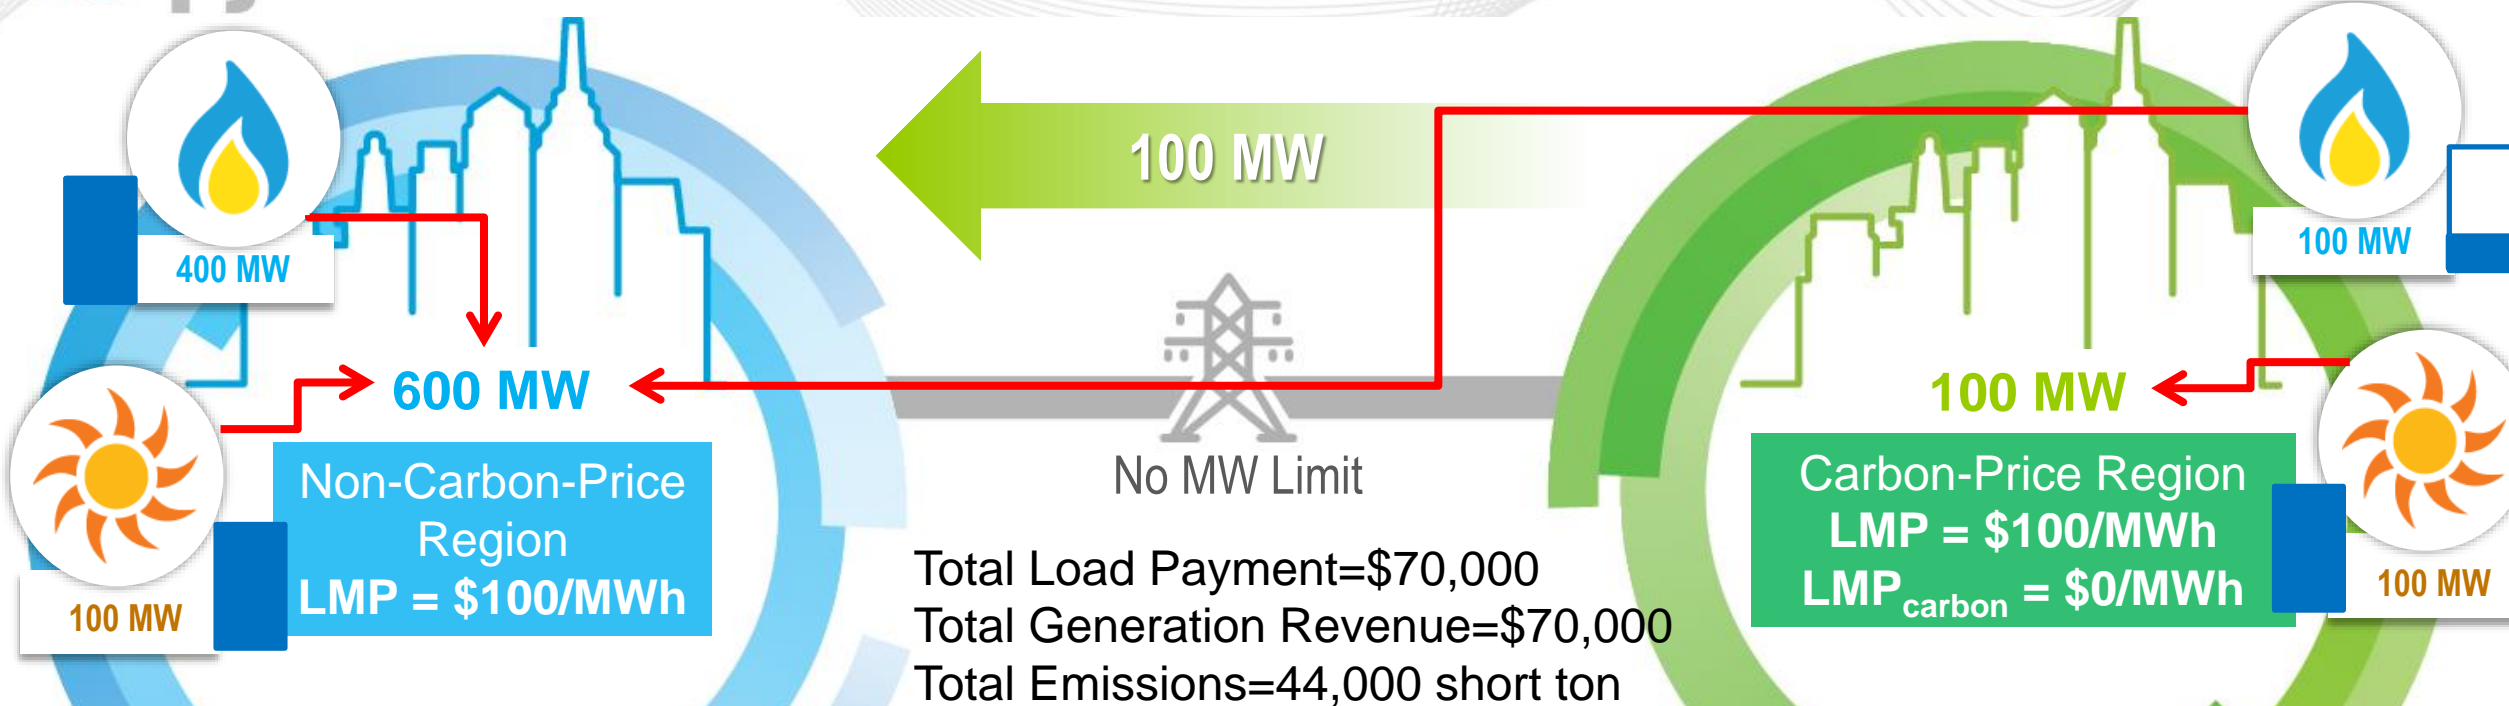 100 MW
400 MW
100 MW
600 MW
100 MW
Non-Carbon-Price
Region
LMP = $100/MWh
100 MW
No MW Limit
Carbon-Price Region
LMP = $100/MWh
LMPcarbon = $0/MWh
100 MW
Total Load Payment=$70,000
Total Generation Revenue=$70,000
Total Emissions=44,000 short ton